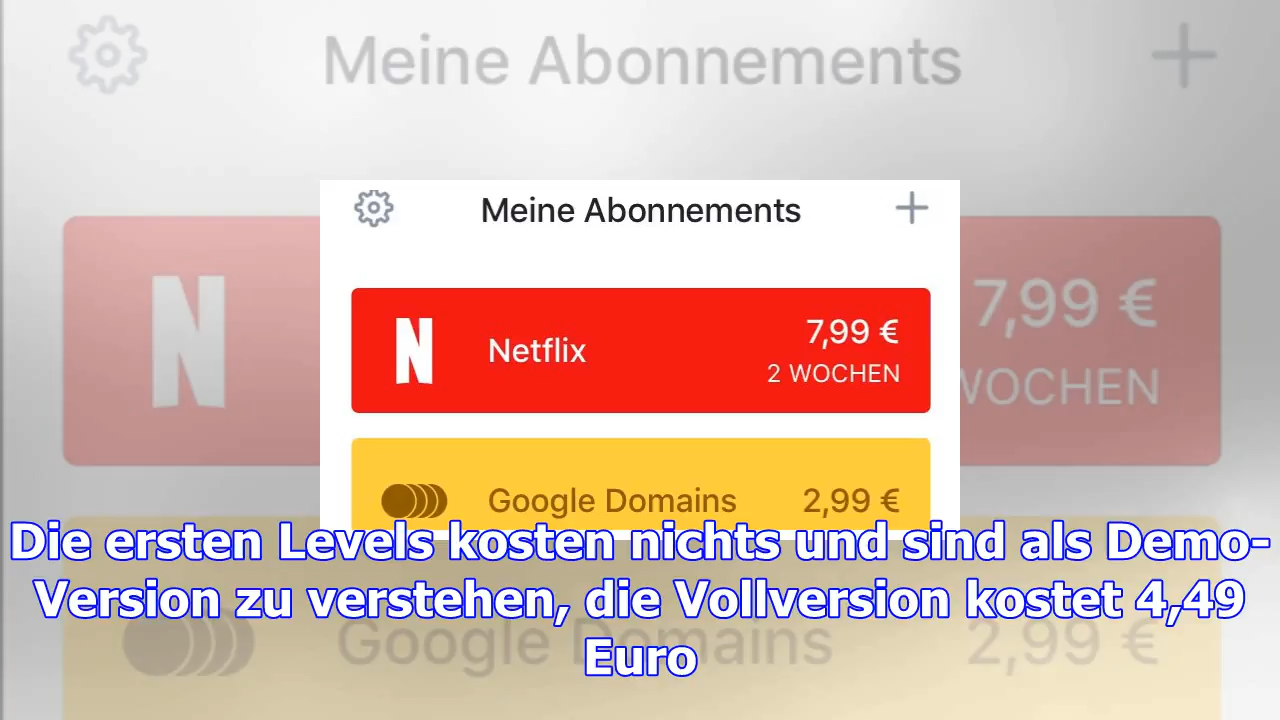 Meine Abonnements
Meine Abonnements
N
N
Netflix
7,99 €
2 WOCHEN
7,99 €
WOCHEN
Google Domains
2,99 €
Die ersten Levels kosten nichts und sind als Demo-
Version zu verstehen, die Vollversion kostet 4,49
Euro
Google Domains
2,99 €